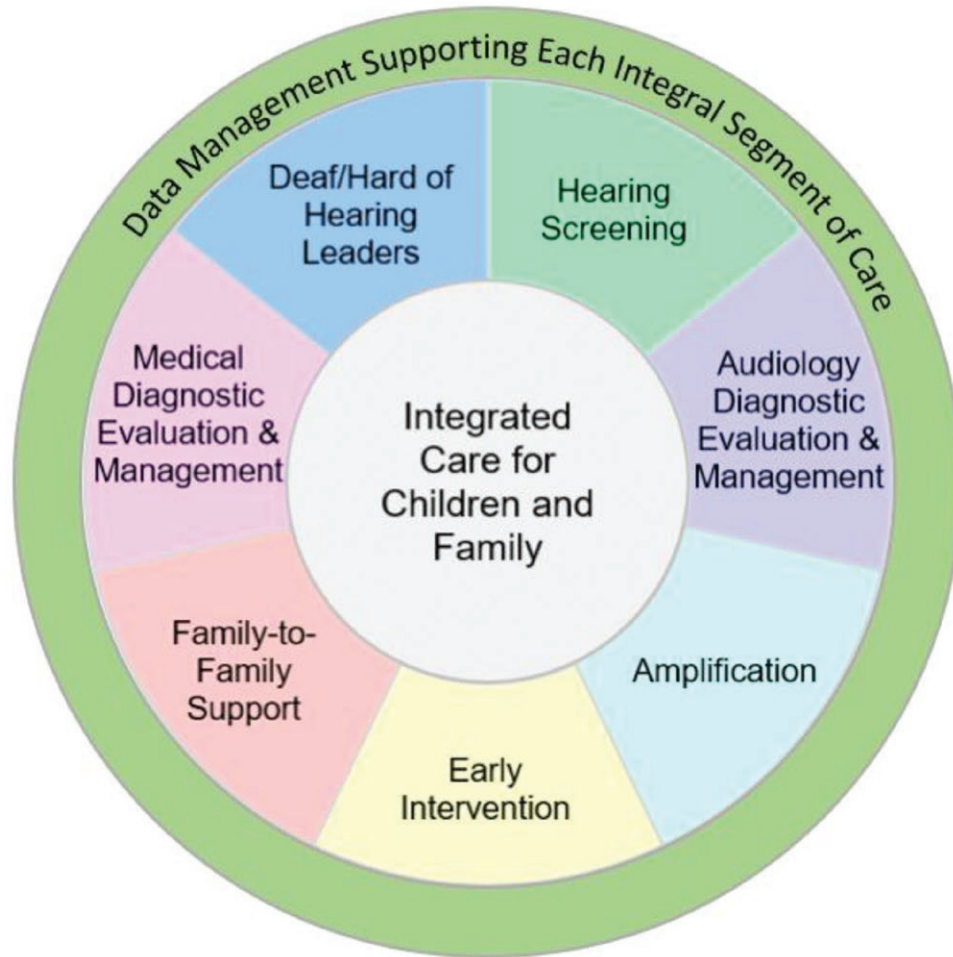 Data Management Supporting Each Integral Segment of Care
Deaf/Hard of
Hearing
Leaders
Hearing
Screening
Medical
Diagnostic
Evaluation &
Management
Integrated
Care for
Children and
Family
Audiology
Diagnostic
Evaluation &
Management
Family-to-
Family
Support
Amplification
Early
Intervention